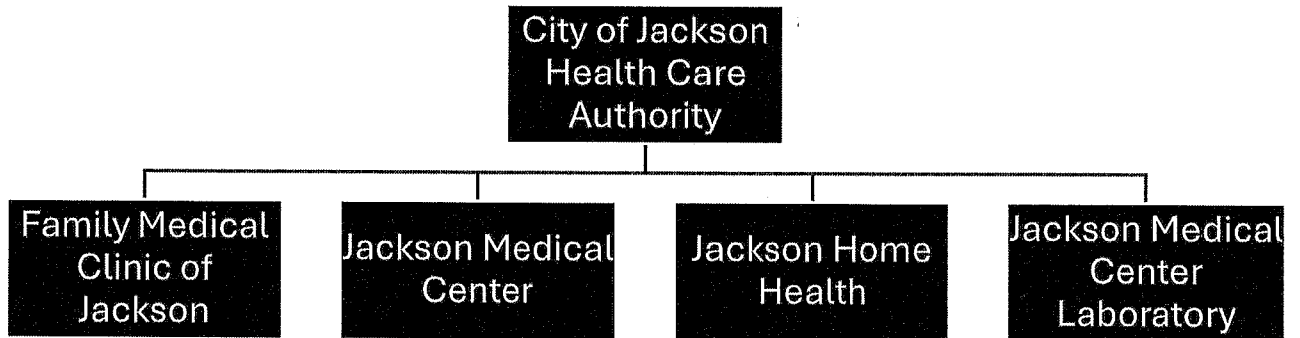 City of Jackson
Health Care
Authority
Family Medical
Clinic of
Jackson
Jackson Medical
Center
Jackson Home
Health
Jackson Medical
Center
Laboratory